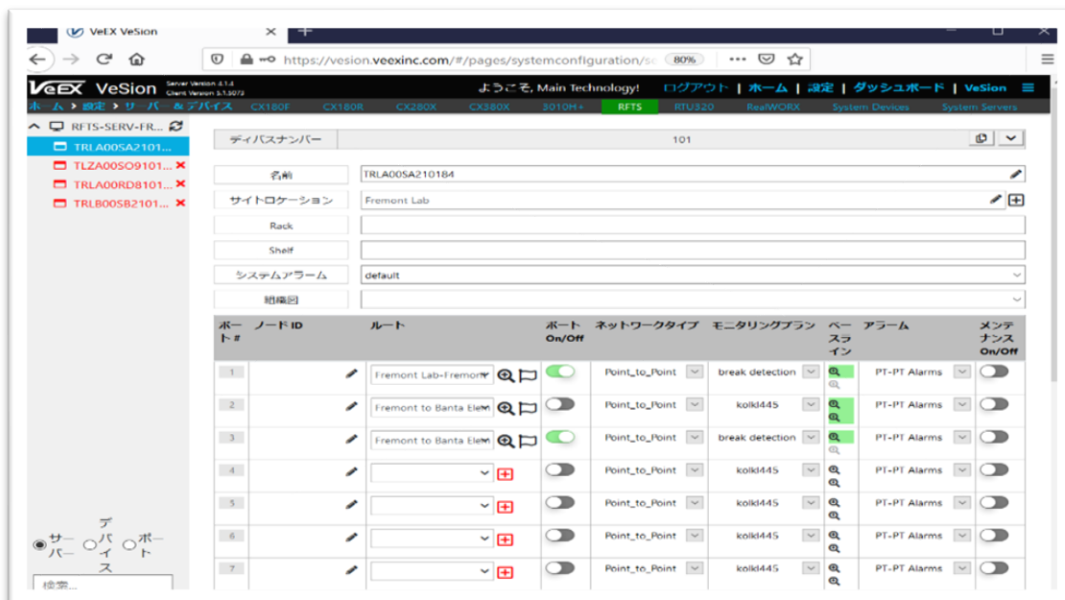 VeEX VeSion
https://vesion.veexinc.com/#/pages/systemconfiguration/sc 80%
VeEX VeSion Server Version 4.1.4 ようこそ, Main Technology! ログアウト | ホーム | 設定 | ダッシュボード | VeSion
Client Version 5.1.5073
ホーム > 設定 > サーバー & デバイス CX180F CX180R CX280X CX380X 3010H+ RFTS RTU320 RealWORX System Devices System Servers
RFTS-SERV-FR...
TRLA00SA2101...
TLZA00SO9101...
TRLA00RD8101...
TRLB00SB2101...
ディバスナンバー 101
名前 TRLA00SA210184
サイトロケーション Fremont Lab
Rack
Shelf
システムアラーム default
組織図
ポート # ノード ID ルート ポート On/Off ネットワークタイプ モニタリングプラン ベースライン アラーム メンテナンス On/Off
1 Fremont Lab-Fremon Point_to_Point break detection PT-PT Alarms
2 Fremont to Banta Elem Point_to_Point kolkl445 PT-PT Alarms
3 Fremont to Banta Elem Point_to_Point break detection PT-PT Alarms
4 Point_to_Point kolkl445 PT-PT Alarms
5 Point_to_Point kolkl445 PT-PT Alarms
6 Point_to_Point kolkl445 PT-PT Alarms
7 Point_to_Point kolkl445 PT-PT Alarms
サーバー デバイス ポート
検索...